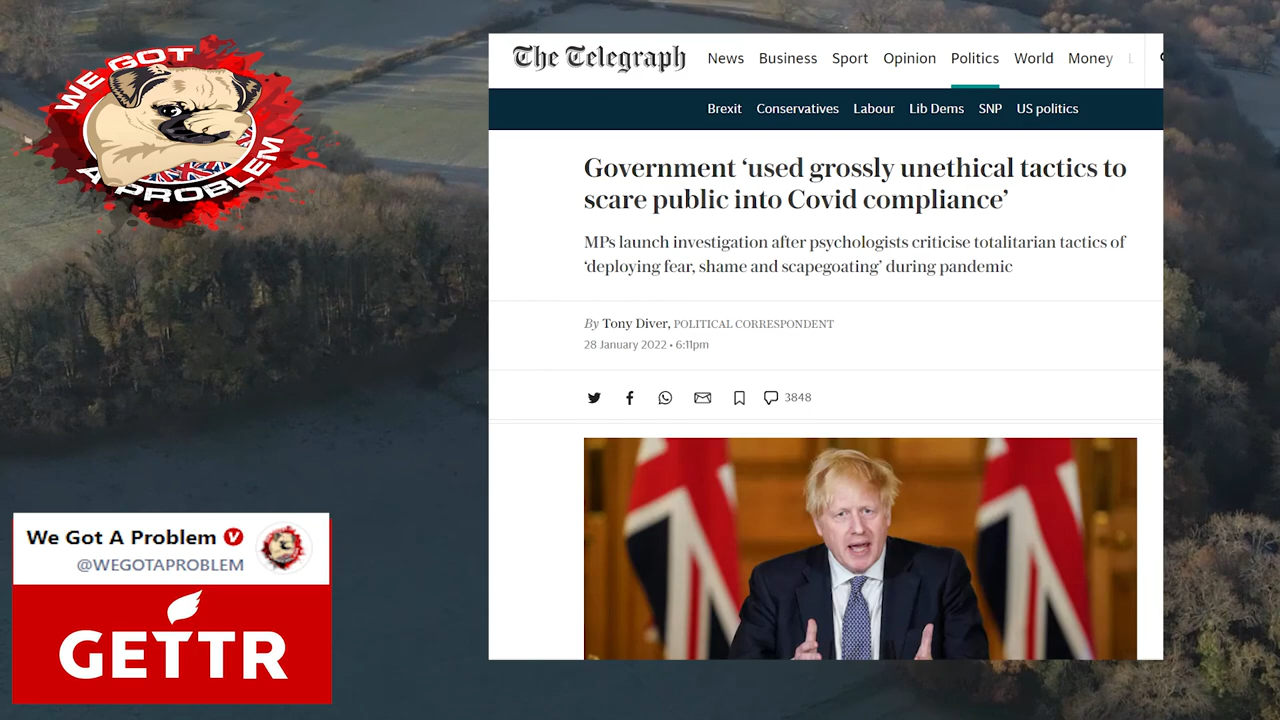 WE GOT
A PROBLEM
The Telegraph
News Business Sport Opinion Politics World Money
Brexit Conservatives Labour Lib Dems SNP US politics
Government ‘used grossly unethical tactics to
scare public into Covid compliance’
MPs launch investigation after psychologists criticise totalitarian tactics of
‘deploying fear, shame and scapegoating’ during pandemic
By Tony Diver, POLITICAL CORRESPONDENT
28 January 2022 • 6:11pm
3848
We Got A Problem V
@WEGOTAPROBLEM
GETTR